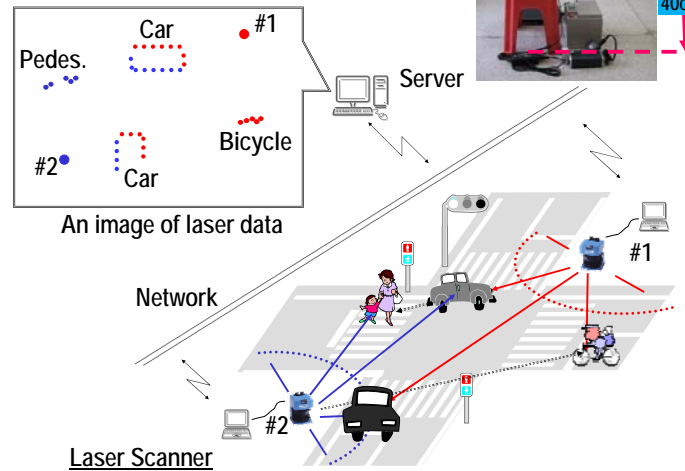 Car
#1
Pedes.
Server
Bicycle
#2
Car
An image of laser data
#1
Network
#2
Laser Scanner